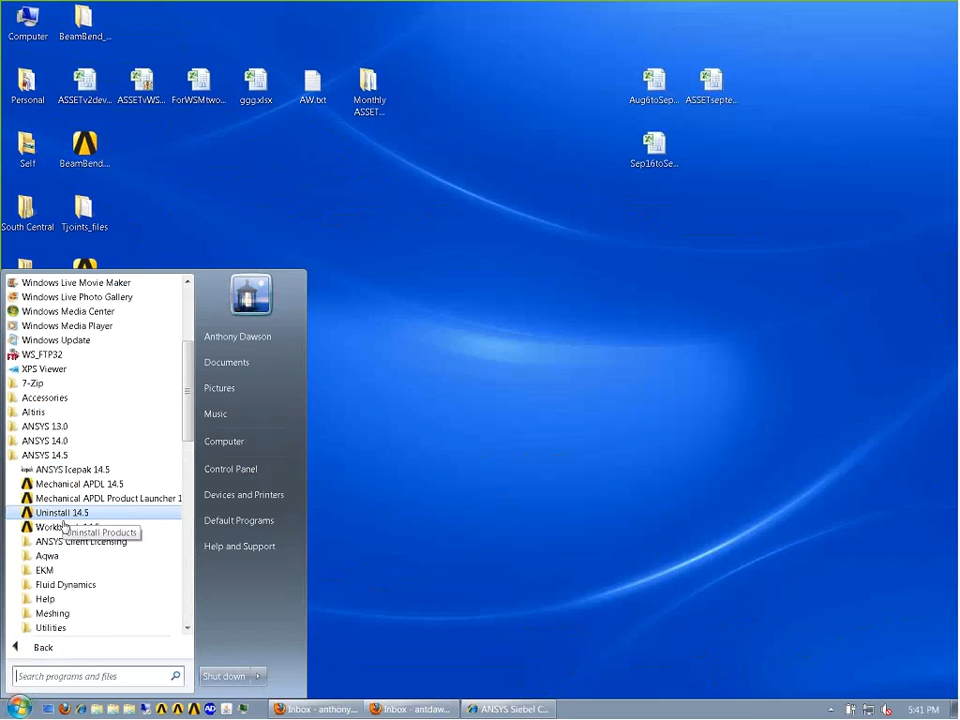 Computer
BeamBend_...
Personal
ASSETv2dev...
ASSETvWS...
ForWSMtwo...
ggg.xlsx
AW.txt
Monthly
ASSET...
Aug6toSep...
ASSETsepte...
Self
BeamBend...
Sep16toSe...
South Central
Tjoints_files
Windows Live Movie Maker
Windows Live Photo Gallery
Windows Media Center
Windows Media Player
Windows Update
WS_FTP32
XPS Viewer
7-Zip
Accessories
Altiris
ANSYS 13.0
ANSYS 14.0
ANSYS 14.5
ANSYS Icepak 14.5
Mechanical APDL 14.5
Mechanical APDL Product Launcher 1
Uninstall 14.5
Uninstall Products
ANSYS Client Licensing
Aqwa
EKM
Fluid Dynamics
Help
Meshing
Utilities
Back
Search programs and files
Anthony Dawson
Documents
Pictures
Music
Computer
Control Panel
Devices and Printers
Default Programs
Help and Support
Shut down
Inbox - anthony...
Inbox - antdaw...
ANSYS Siebel C...
5:41 PM